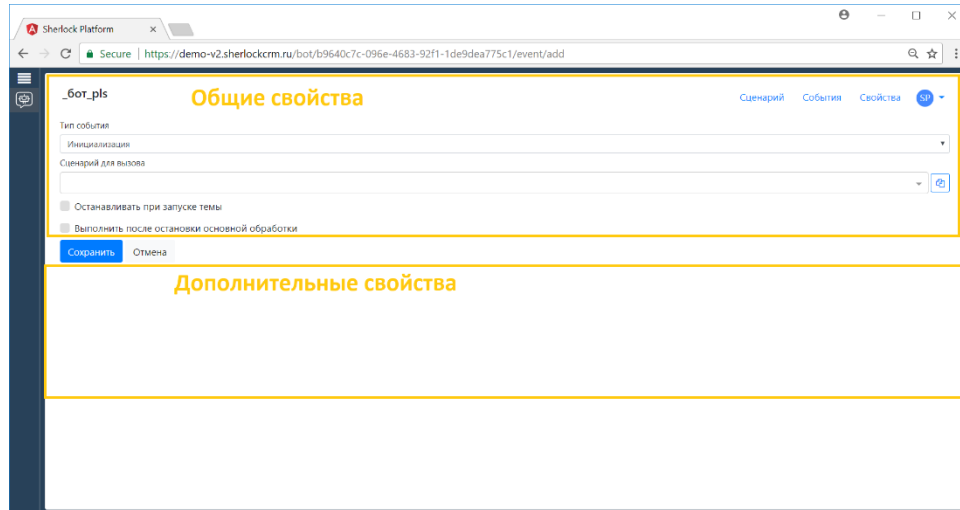 Sherlock Platform
Secure | https://demo-v2.sherlockcrm.ru/bot/b9640c7c-096e-4683-92f1-1de9dea775c1/event/add
_бот_pls
Общие свойства
Сценарий События Свойства SP
Тип события
Инициализация
Сценарий для вызова
Останавливать при запуске темы
Выполнить после остановки основной обработки
Сохранить Отмена
Дополнительные свойства